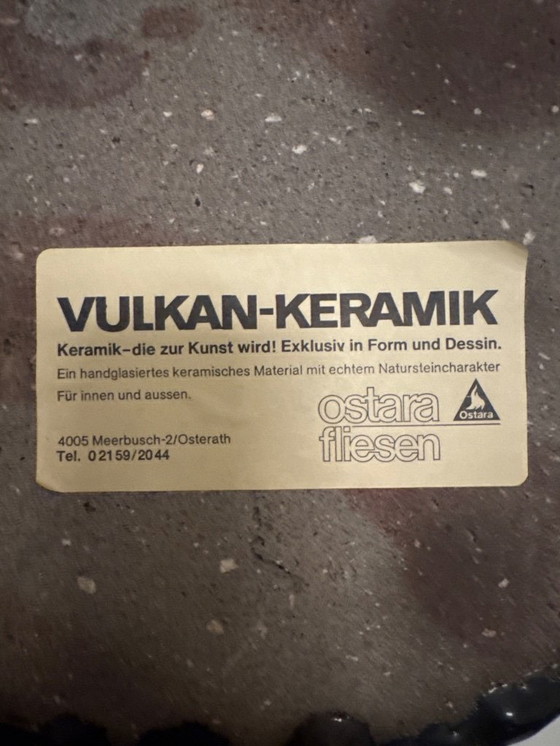 VULKAN-KERAMIK
Keramik–die zur Kunst wird! Exklusiv in Form und Dessin.
Ein handglasiertes keramisches Material mit echtem Natursteincharakter
Für innen und aussen.
4005 Meerbusch-2/Osterath
Tel. 02159/2044
ostara
fliesen
Ostara